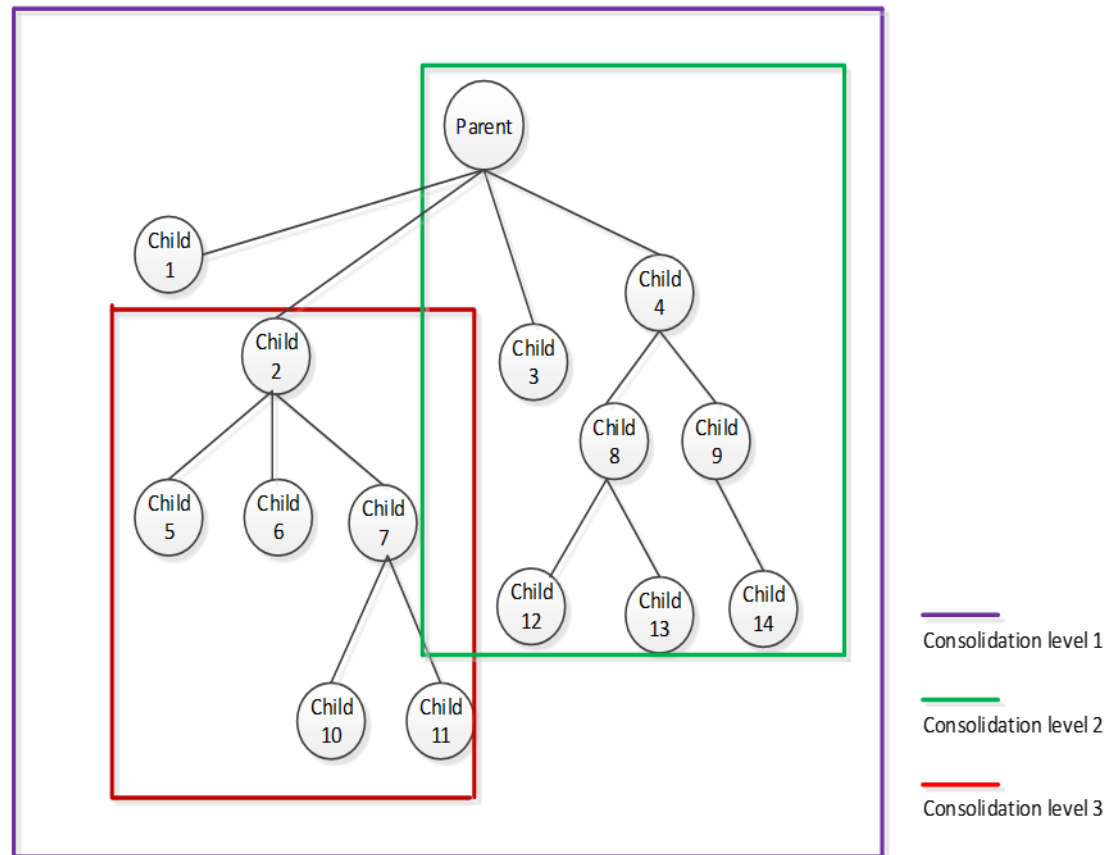 Parent
Child
1
Child
4
Child
2
Child
3
Child
8
Child
9
Child
5
Child
6
Child
7
Child
12
Child
13
Child
14
Child
10
Child
11
Consolidation level 1
Consolidation level 2
Consolidation level 3